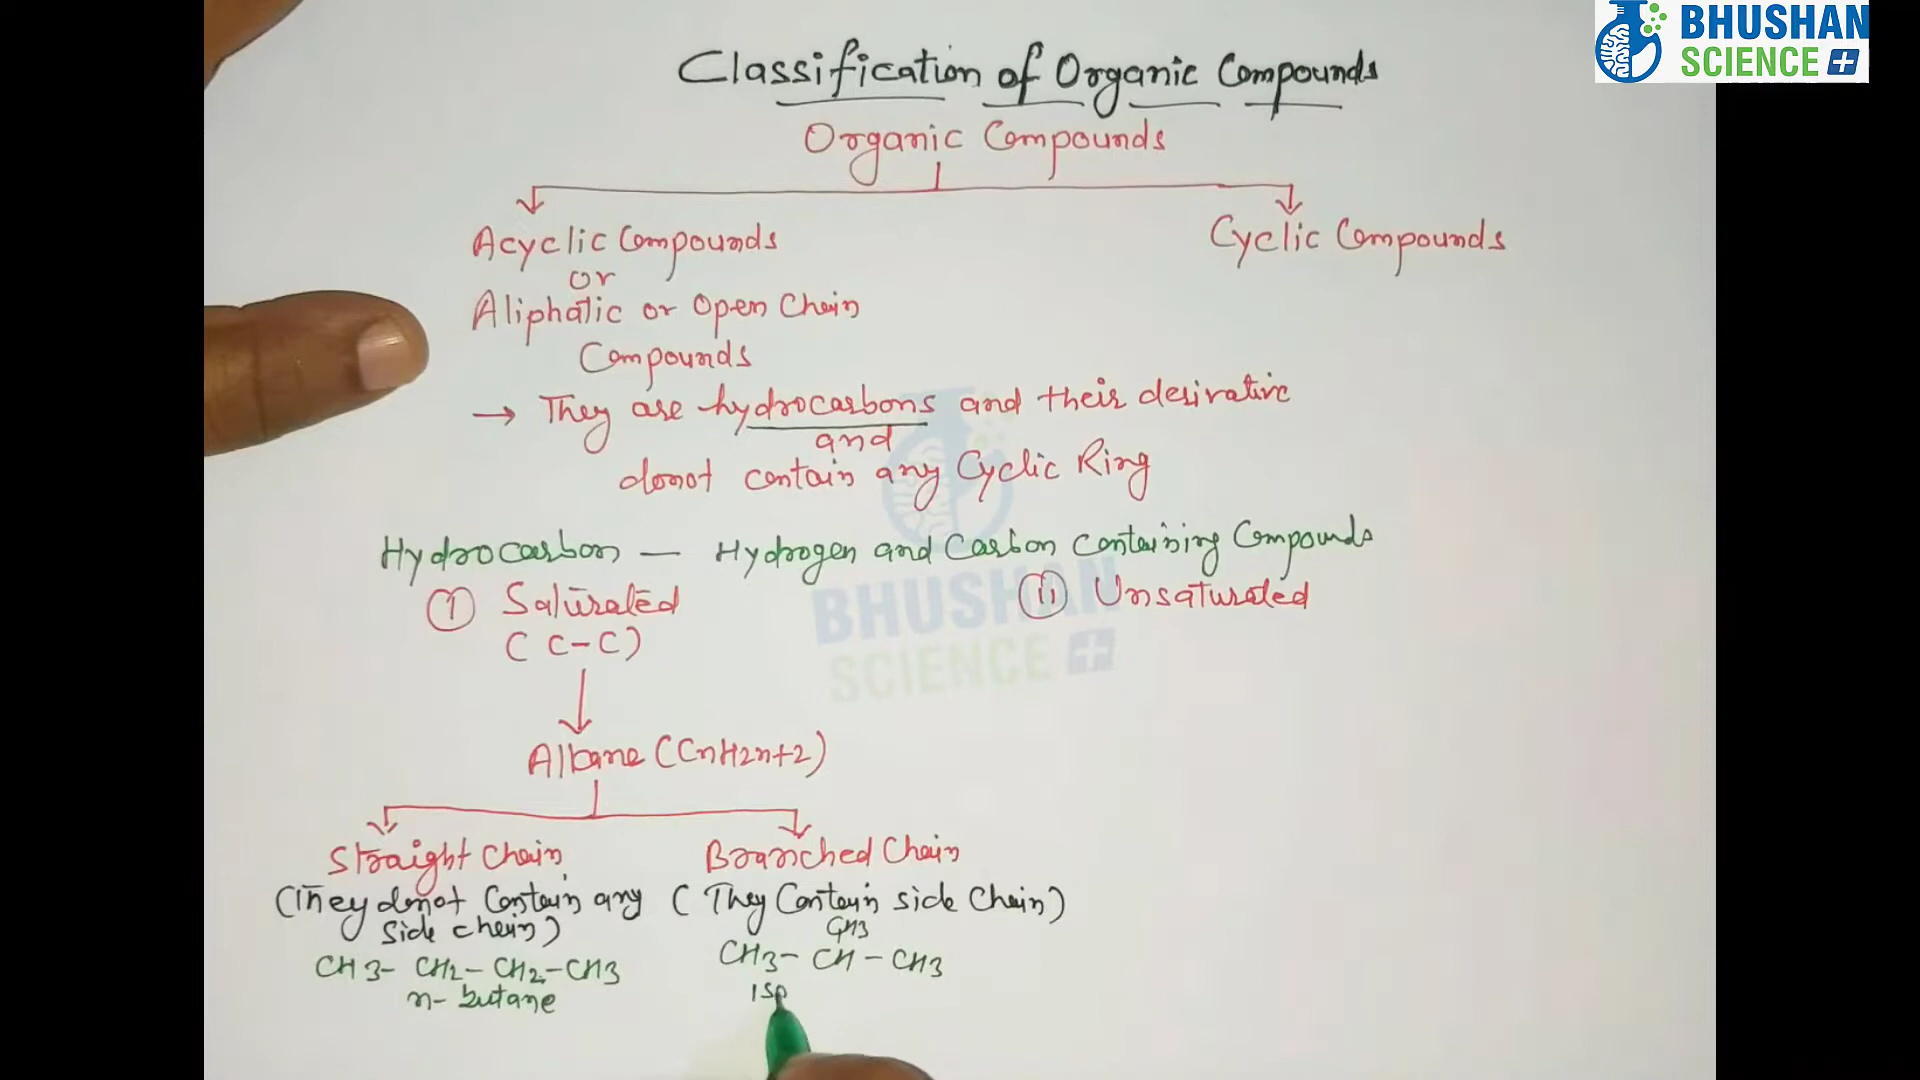 BHUSHAN
SCIENCE
Classification of Organic Compounds
Organic Compounds
Acyclic Compounds
Cyclic Compounds
or
Aliphatic or Open Chain
Compounds
→ They are hydrocarbons and their derivative
and
donot contain any Cyclic Ring
Hydrocarbon — Hydrogen and Carbon containing Compounds
(i) Saturated
(ii) Unsaturated
(C-C)
BHUSHAN
SCIENCE
Alkane (CnH2n+2)
Straight Chain
Branched Chain
(They donot Contain any
side chain)
(They Contain side Chain)
CH3
CH3-CH2-CH2-CH3
CH3-CH-CH3
n-butane